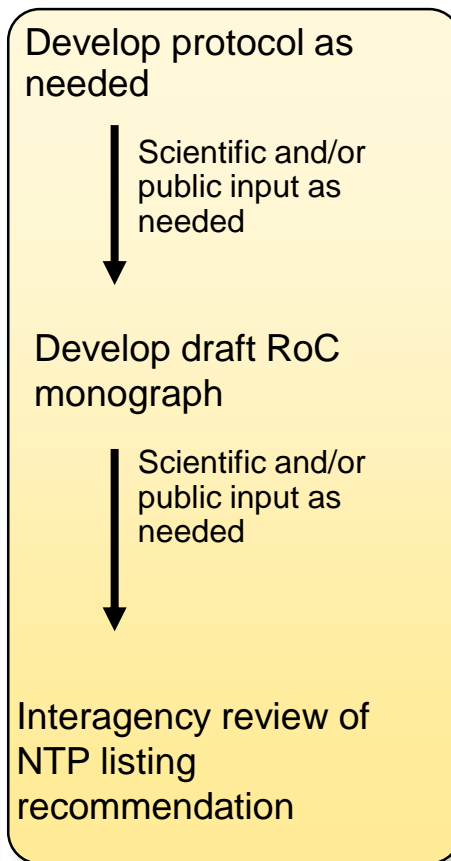 Develop protocol as
needed
Scientific and/or
public input as
needed
Develop draft RoC
monograph
Scientific and/or
public input as
needed
Interagency review of
NTP listing
recommendation